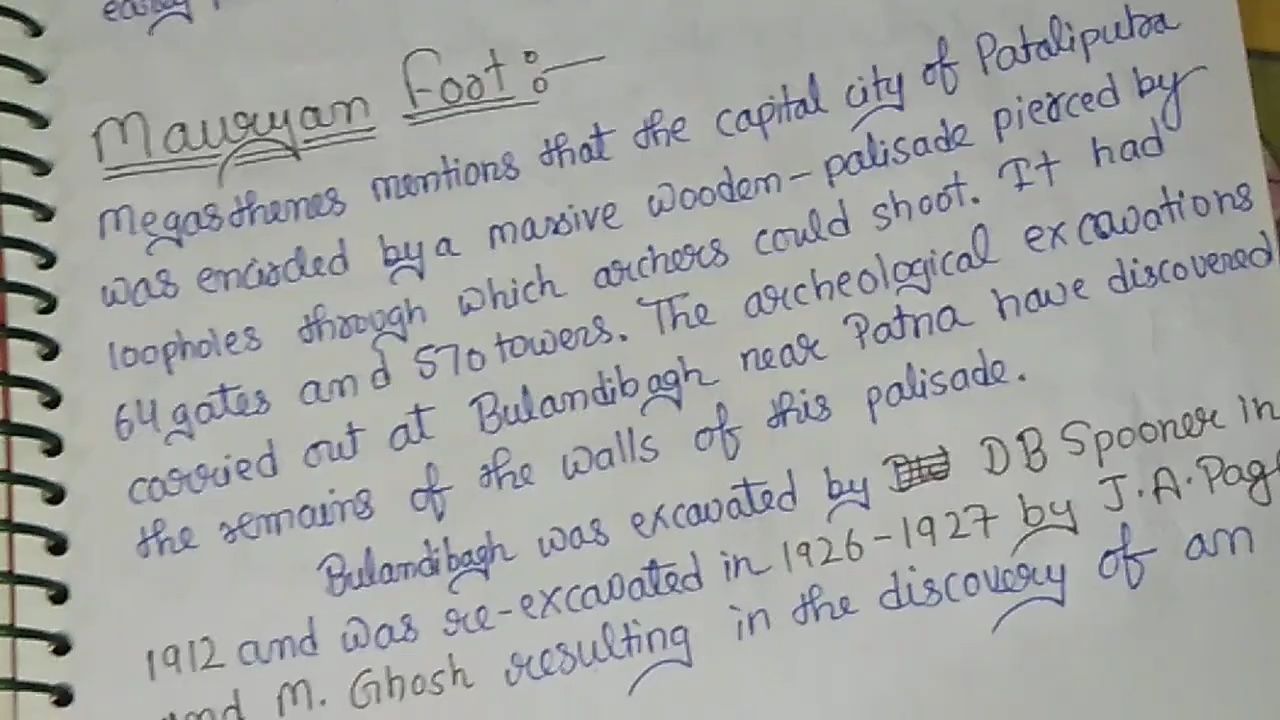 Mauryan Foot :-
Megasthenes mentions that the capital city of Pataliputra
was encircled by a massive wooden-palisade pierced by
loopholes through which archers could shoot. It had
64 gates and 570 towers. The archeological excavations
carried out at Bulandibagh near Patna have discovered
the remains of the walls of this palisade.
Bulandibagh was excavated by DB Spooner in
1912 and was re-excavated in 1926-1927 by J.A. Pag
and M. Ghosh resulting in the discovery of an